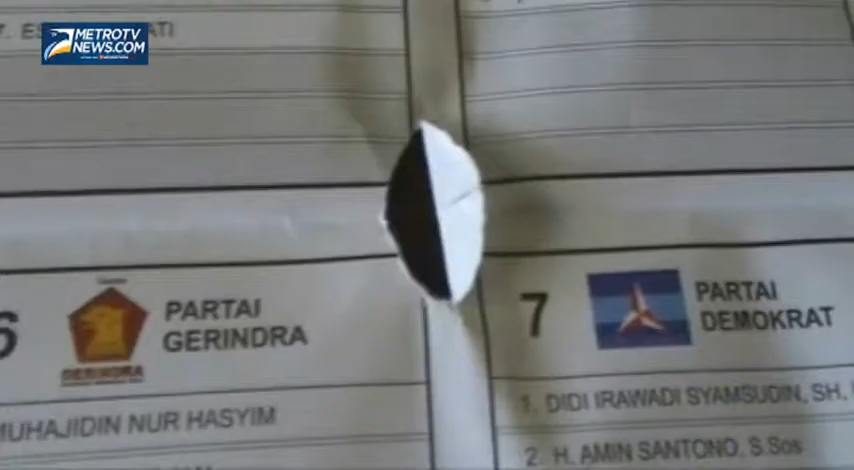 METROTV
NEWS.COM
6
GERINDRA
PARTAI
GERINDRA
7
PARTAI
DEMOKRAT
MUHAJIDIN NUR HASYIM
1. DIDI IRAWADI SYAMSUDIN, SH,
2. H. AMIN SANTONO, S.Sos